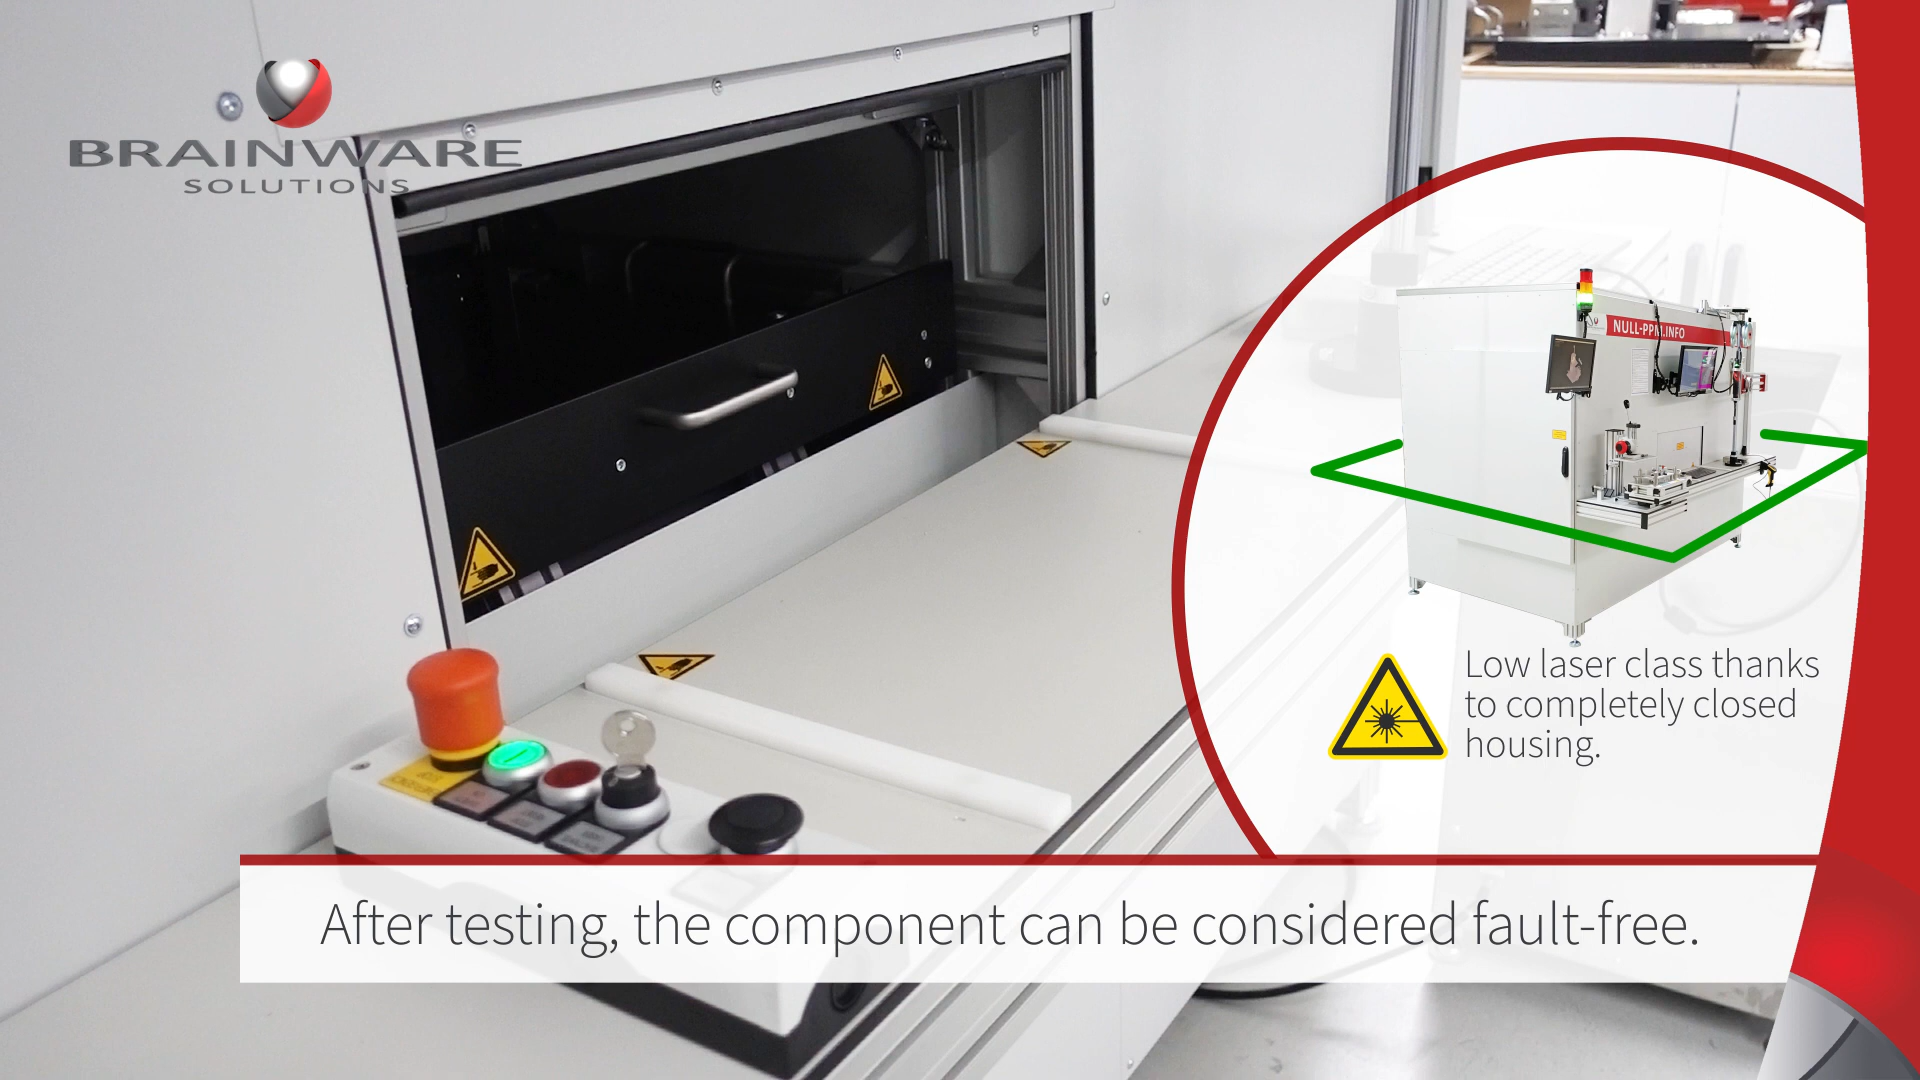 BRAINWARE
SOLUTIONS
NULL-PPM.INFO
Low laser class thanks
to completely closed
housing.
After testing, the component can be considered fault-free.